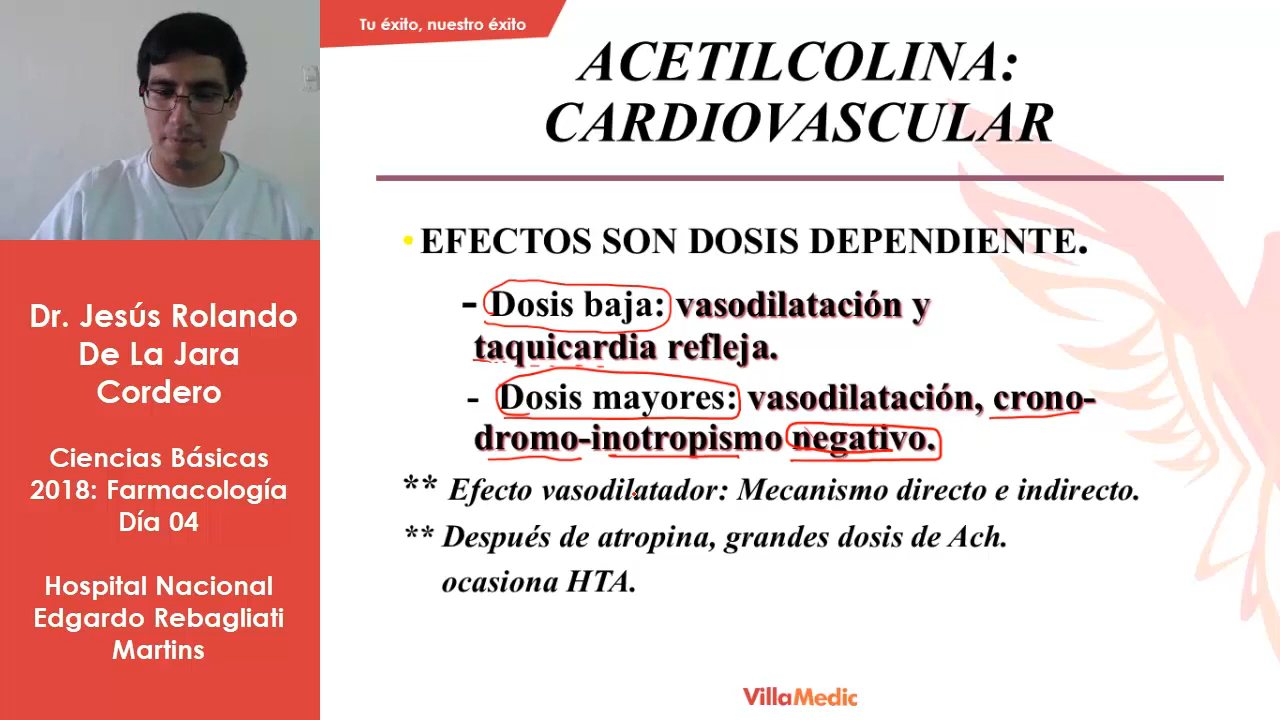 Tu éxito, nuestro éxito
ACETILCOLINA:
CARDIOVASCULAR
• EFECTOS SON DOSIS DEPENDIENTE.
- Dosis baja: vasodilatación y
taquicardia refleja.
- Dosis mayores: vasodilatación, crono-
dromo-inotropismo negativo.
** Efecto vasodilatador: Mecanismo directo e indirecto.
** Después de atropina, grandes dosis de Ach.
ocasiona HTA.
Dr. Jesús Rolando
De La Jara
Cordero
Ciencias Básicas
2018: Farmacología
Día 04
Hospital Nacional
Edgardo Rebagliati
Martins
VillaMedic